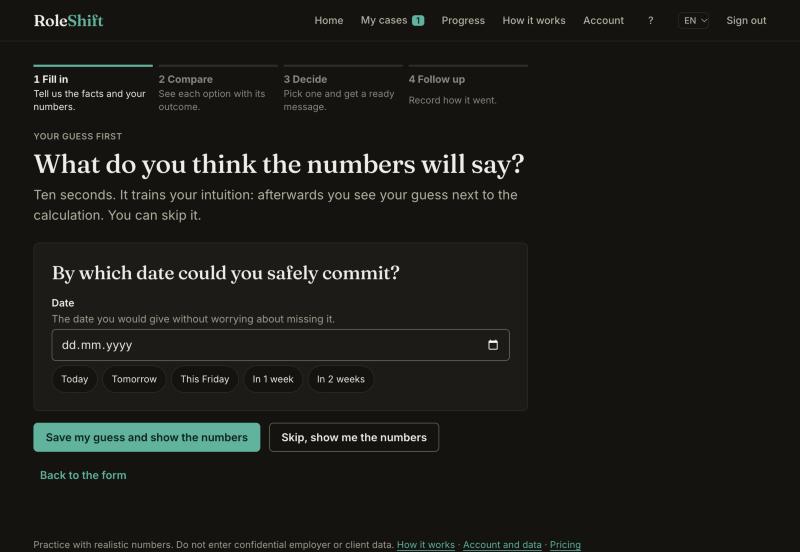 RoleShift
Home
My cases 1
Progress
How it works
Account
?
EN
Sign out
1 Fill in
Tell us the facts and your
numbers.
2 Compare
See each option with its
outcome.
3 Decide
Pick one and get a ready
message.
4 Follow up
Record how it went.
YOUR GUESS FIRST
What do you think the numbers will say?
Ten seconds. It trains your intuition: afterwards you see your guess next to the
calculation. You can skip it.
By which date could you safely commit?
Date
The date you would give without worrying about missing it.
dd.mm.yyyy
Today
Tomorrow
This Friday
In 1 week
In 2 weeks
Save my guess and show the numbers
Skip, show me the numbers
Back to the form
Practice with realistic numbers. Do not enter confidential employer or client data. How it works · Account and data · Pricing